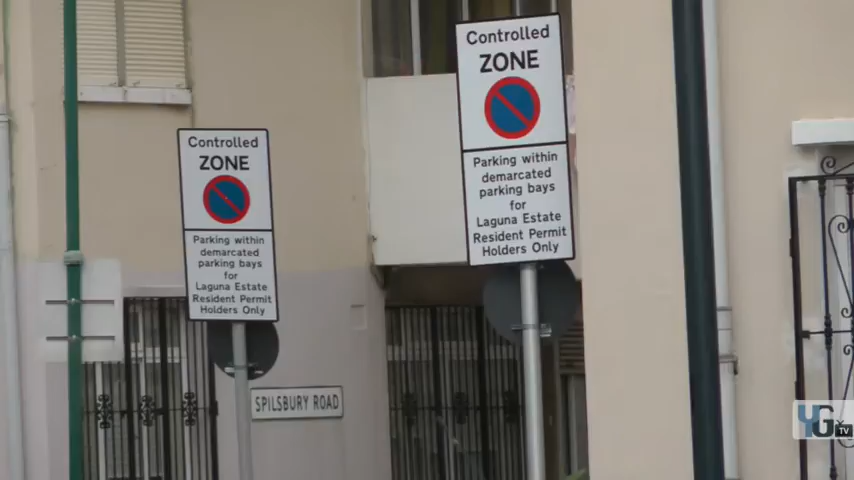 Controlled
ZONE
Parking within
demarcated
parking bays
for
Laguna Estate
Resident Permit
Holders Only
Controlled
ZONE
Parking within
demarcated
parking bays
for
Laguna Estate
Resident Permit
Holders Only
SPILSBURY ROAD
YG
TV